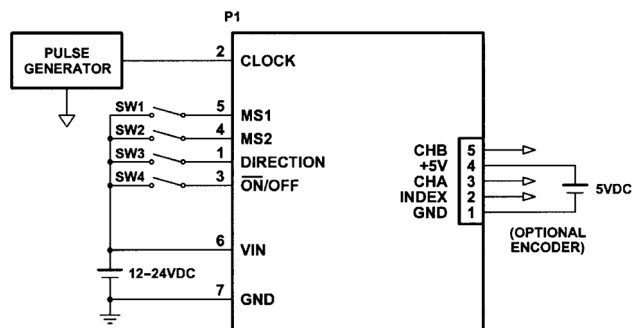 P1
PULSE
GENERATOR
2 CLOCK
SW1 5 MS1
SW2 4 MS2
SW3 1 DIRECTION
SW4 3 ON/OFF
6 VIN
12–24VDC
7 GND
CHB 5
+5V 4
CHA 3
INDEX 2
GND 1
5VDC
(OPTIONAL
ENCODER)